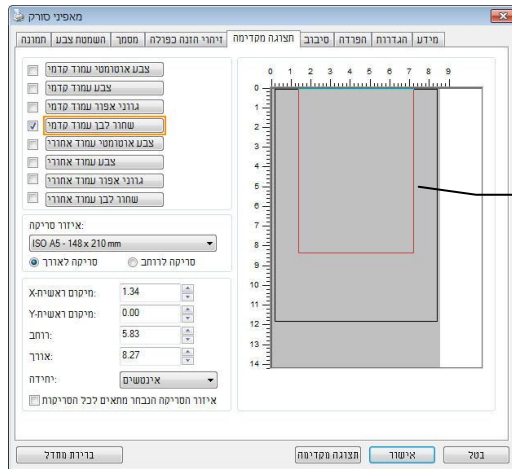 מאפייני סורק
תמונה השמטת צבע מסמך זיהוי הזנה כפולה תצוגה מקדימה סיבוב הפרדה הגדרות מידע
צבע אוטומטי עמוד קדמי
צבע עמוד קדמי
גווני אפור עמוד קדמי
שחור לבן עמוד קדמי
צבע אוטומטי עמוד אחורי
צבע עמוד אחורי
גווני אפור עמוד אחורי
שחור לבן עמוד אחורי
איזור סריקה:
ISO A5 - 148 x 210 mm
סריקה לאורך סריקה לרוחב
מיקום ראשית-X: 1.34
מיקום ראשית-Y: 0.00
רוחב: 5.83
אורך: 8.27
יחידה: אינטשים
איזור הסריקה הנבחר מתאים לכל הסריקות
0 1 2 3 4 5 6 7 8 9
0
1
2
3
4
5
6
7
8
9
10
11
12
13
14
ברירת מחדל תצוגה מקדימה אישור בטל